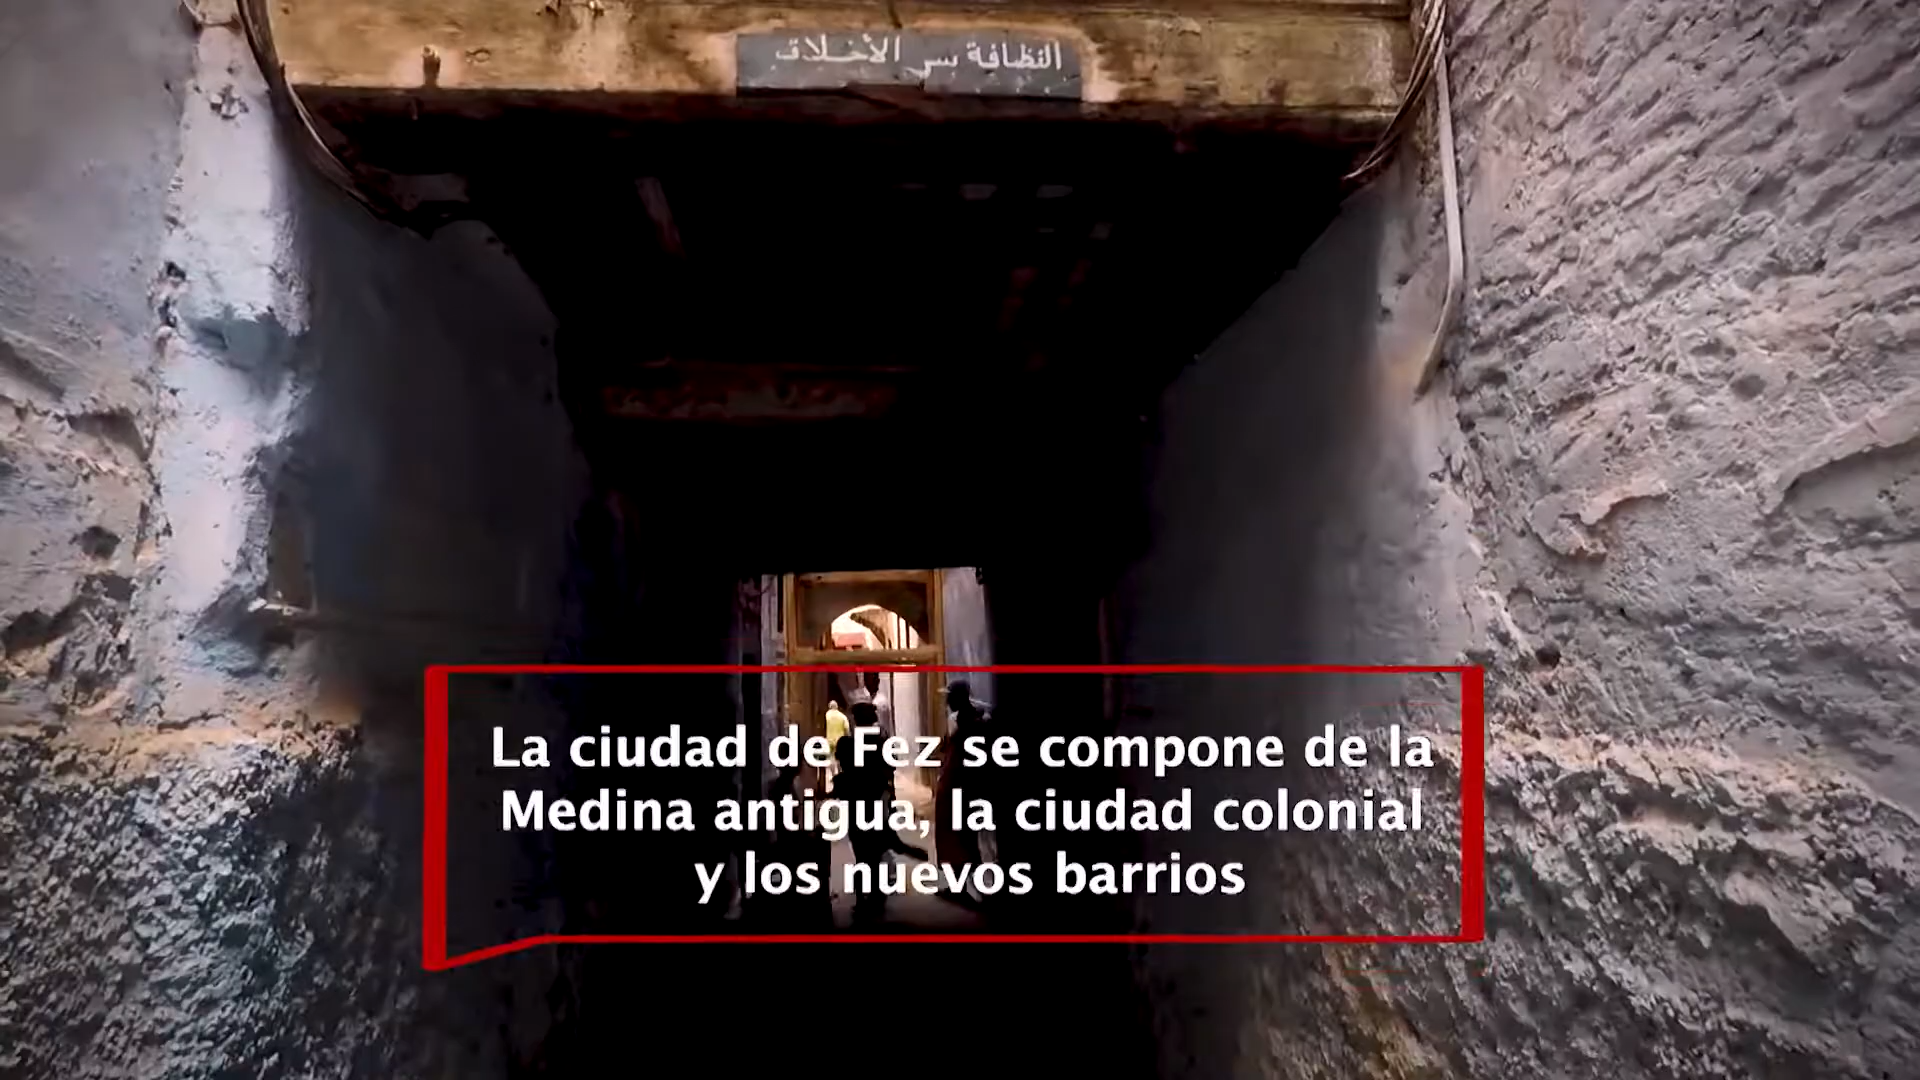 النظافة سر الأخلاق
La ciudad de Fez se compone de la
Medina antigua, la ciudad colonial
y los nuevos barrios